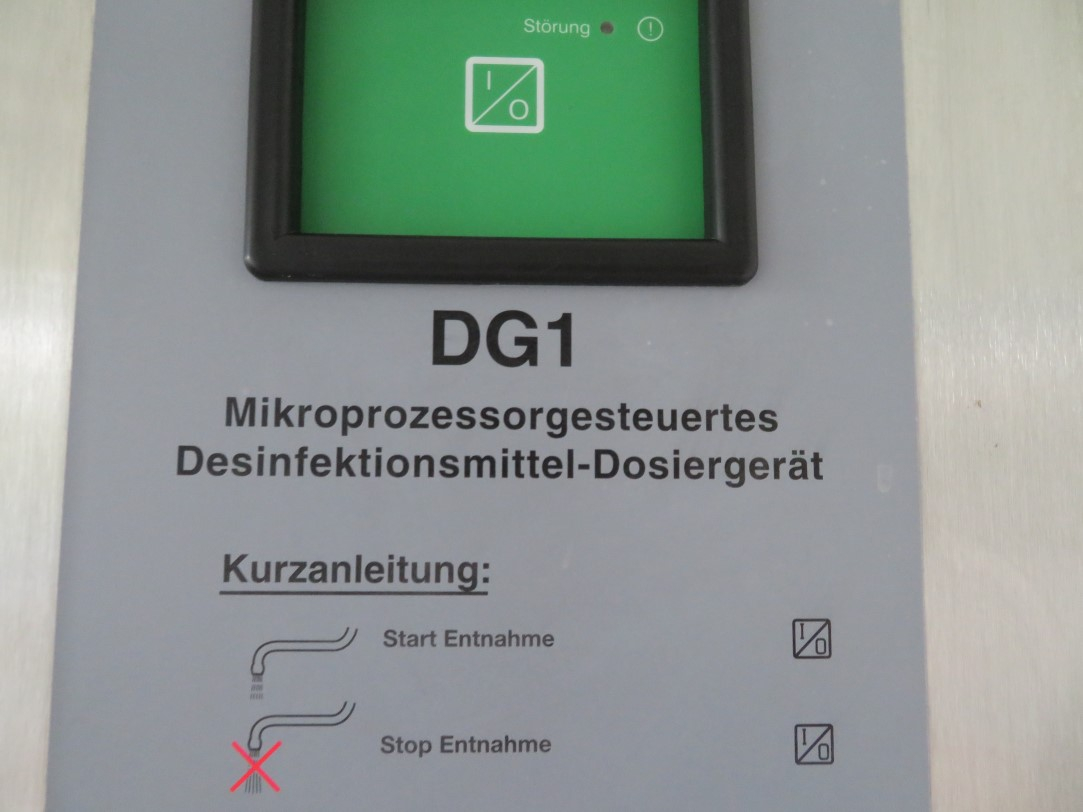 Störung
I/O
DG1
Mikroprozessorgesteuertes
Desinfektionsmittel-Dosiergerät
Kurzanleitung:
Start Entnahme I/O
Stop Entnahme I/O